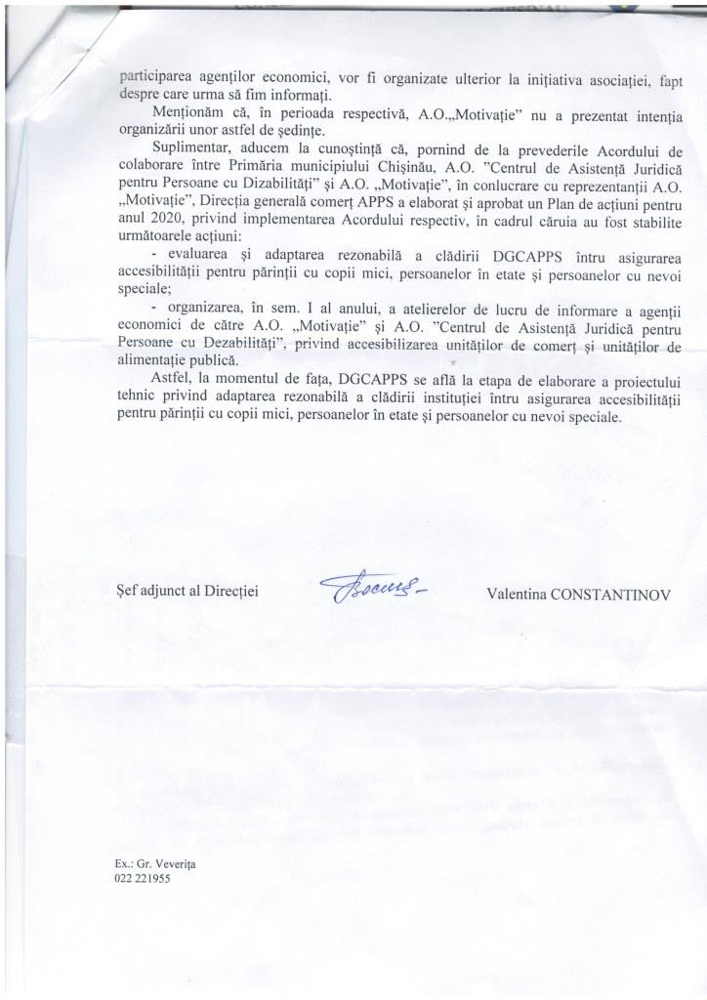 participarea agenților economici, vor fi organizate ulterior la inițiativa asociației, fapt
despre care urma să fim informați.
Menționăm că, în perioada respectivă, A.O.„Motivație” nu a prezentat intenția
organizării unor astfel de ședințe.
Suplimentar, aducem la cunoștință că, pornind de la prevederile Acordului de
colaborare între Primăria municipiului Chișinău, A.O. ”Centrul de Asistență Juridică
pentru Persoane cu Dizabilități” și A.O. „Motivație”, în conlucrare cu reprezentanții A.O.
„Motivație”, Direcția generală comerț APPS a elaborat și aprobat un Plan de acțiuni pentru
anul 2020, privind implementarea Acordului respectiv, în cadrul căruia au fost stabilite
următoarele acțiuni:
- evaluarea și adaptarea rezonabilă a clădirii DGCAPPS întru asigurarea
accesibilității pentru părinții cu copii mici, persoanelor în etate și persoanelor cu nevoi
speciale;
- organizarea, în sem. I al anului, a atelierelor de lucru de informare a agenții
economici de către A.O. „Motivație” și A.O. ”Centrul de Asistență Juridică pentru
Persoane cu Dezabilități”, privind accesibilizarea unităților de comerț și unităților de
alimentație publică.
Astfel, la momentul de fața, DGCAPPS se află la etapa de elaborare a proiectului
tehnic privind adaptarea rezonabilă a clădirii instituției întru asigurarea accesibilității
pentru părinții cu copii mici, persoanelor în etate și persoanelor cu nevoi speciale.
Șef adjunct al Direcției
Valentina CONSTANTINOV
Ex.: Gr. Veverița
022 221955